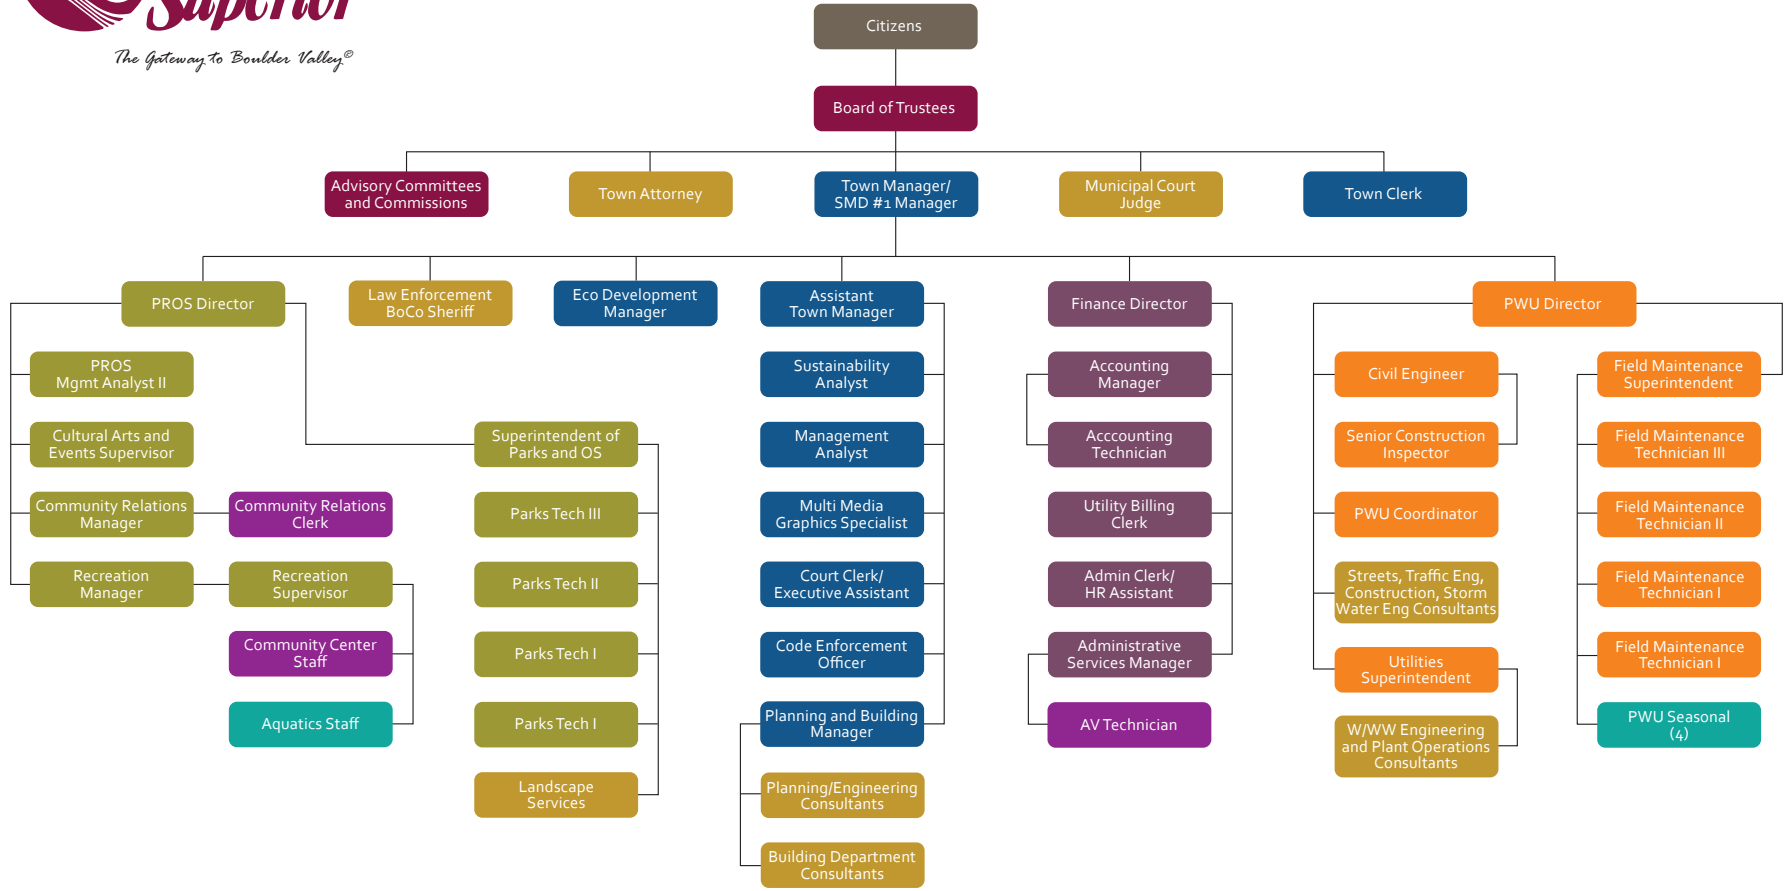 Superior
The Gateway to Boulder Valley©
Citizens
Board of Trustees
Advisory Committees
and Commissions
Town Attorney
Town Manager/
SMD #1 Manager
Municipal Court
Judge
Town Clerk
PROS Director
Law Enforcement
BoCo Sheriff
Eco Development
Manager
Assistant
Town Manager
Finance Director
PWU Director
PROS
Mgmt Analyst II
Cultural Arts and
Events Supervisor
Community Relations
Manager
Community Relations
Clerk
Recreation
Manager
Recreation
Supervisor
Community Center
Staff
Aquatics Staff
Superintendent of
Parks and OS
Parks Tech III
Parks Tech II
Parks Tech I
Parks Tech I
Landscape
Services
Sustainability
Analyst
Management
Analyst
Multi Media
Graphics Specialist
Court Clerk/
Executive Assistant
Code Enforcement
Officer
Planning and Building
Manager
Planning/Engineering
Consultants
Building Department
Consultants
Accounting
Manager
Acccounting
Technician
Utility Billing
Clerk
Admin Clerk/
HR Assistant
Administrative
Services Manager
AV Technician
Civil Engineer
Senior Construction
Inspector
PWU Coordinator
Streets, Traffic Eng,
Construction, Storm
Water Eng Consultants
Utilities
Superintendent
W/WW Engineering
and Plant Operations
Consultants
Field Maintenance
Superintendent
Field Maintenance
Technician III
Field Maintenance
Technician II
Field Maintenance
Technician I
Field Maintenance
Technician I
PWU Seasonal
(4)